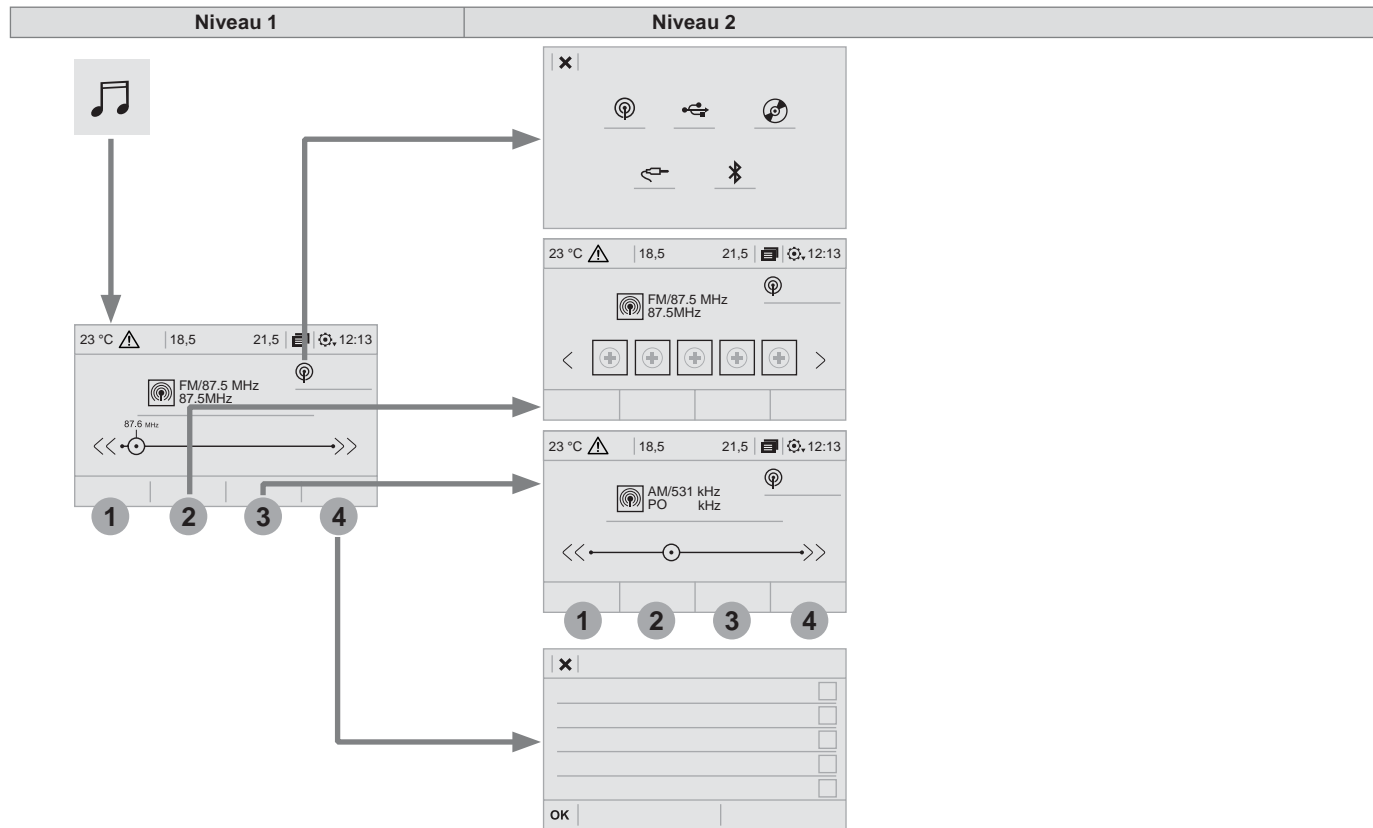 Niveau 1
Niveau 2
23 °C 18,5 21,5 12:13
FM/87.5 MHz
87.5MHz
87.6 MHz
1 2 3 4
23 °C 18,5 21,5 12:13
FM/87.5 MHz
87.5MHz
23 °C 18,5 21,5 12:13
AM/531 kHz
PO kHz
1 2 3 4
OK